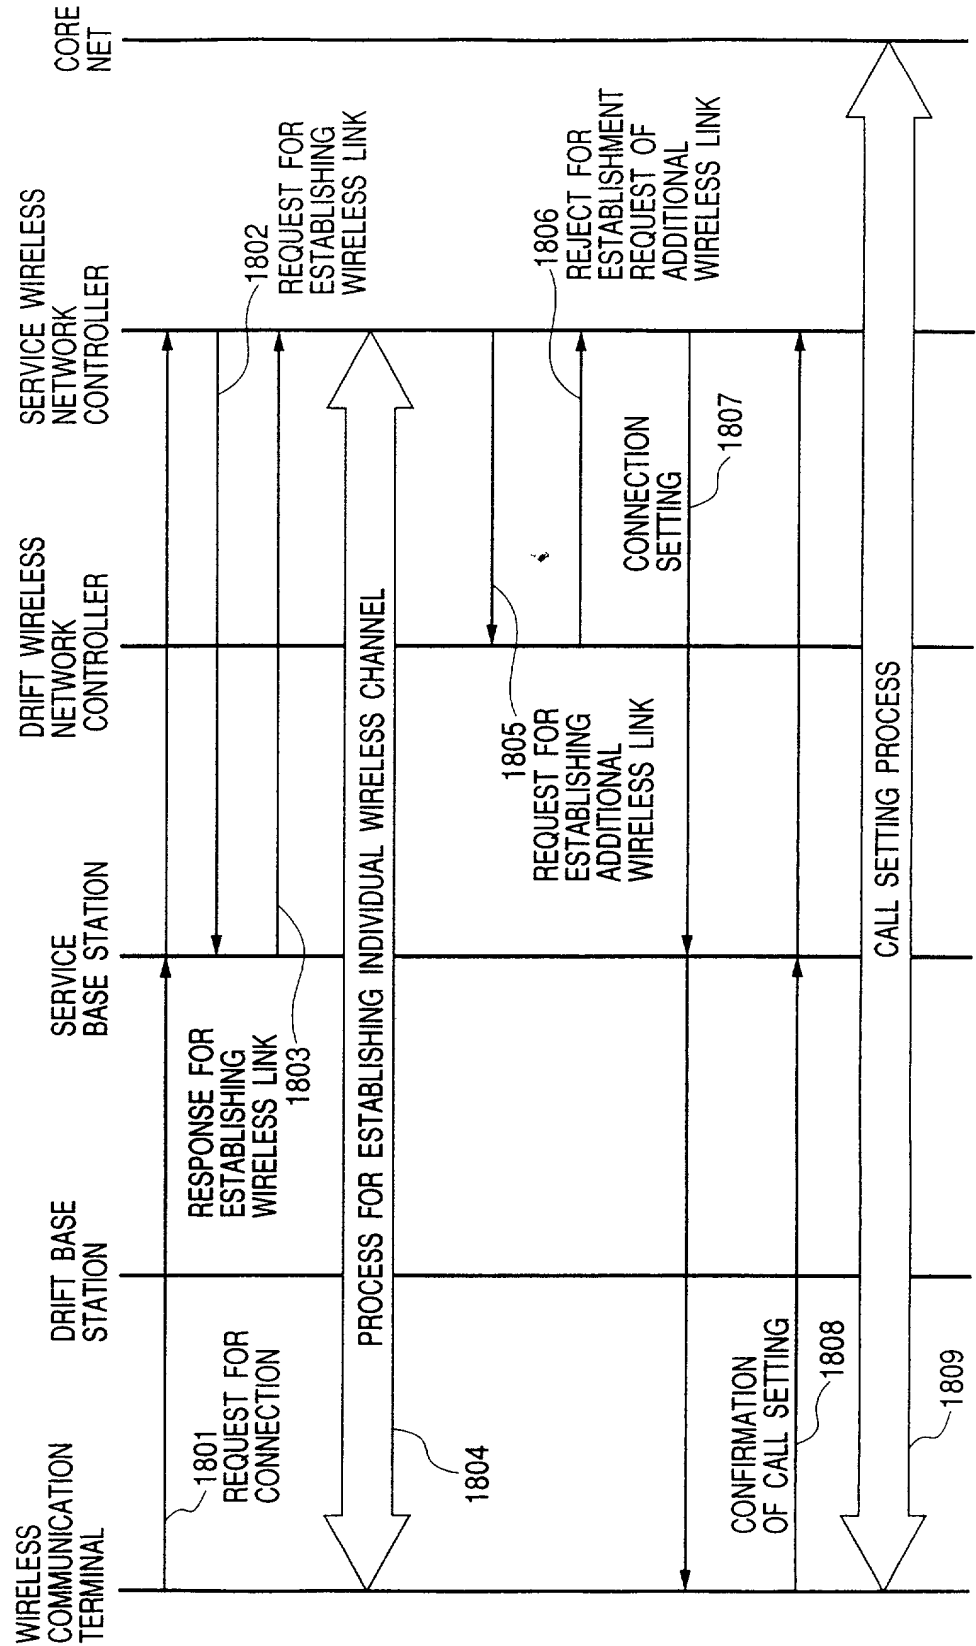 WIRELESS
COMMUNICATION
TERMINAL
DRIFT BASE
STATION
SERVICE
BASE STATION
DRIFT WIRELESS
NETWORK
CONTROLLER
SERVICE WIRELESS
NETWORK
CONTROLLER
CORE
NET
1801
REQUEST FOR
CONNECTION
1802
REQUEST FOR
ESTABLISHING
WIRELESS LINK
RESPONSE FOR
ESTABLISHING
WIRELESS LINK
1803
PROCESS FOR ESTABLISHING INDIVIDUAL WIRELESS CHANNEL
1804
1805
REQUEST FOR
ESTABLISHING
ADDITIONAL
WIRELESS LINK
1806
REJECT FOR
ESTABLISHMENT
REQUEST OF
ADDITIONAL
WIRELESS LINK
CONNECTION
SETTING
1807
CONFIRMATION
OF CALL SETTING
1808
CALL SETTING PROCESS
1809